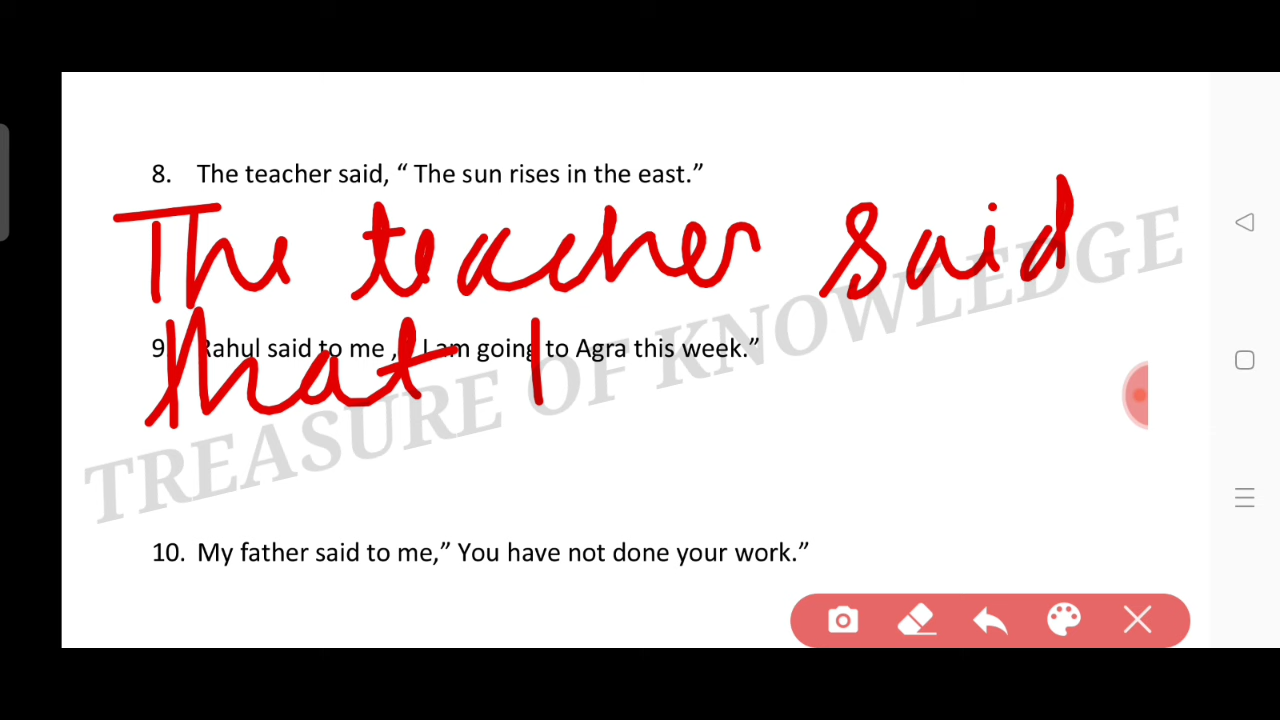 8. The teacher said, “ The sun rises in the east.”
The teacher said
9. Rahul said to me , “ I am going to Agra this week.”
that
TREASURE OF KNOWLEDGE
10. My father said to me,” You have not done your work.”